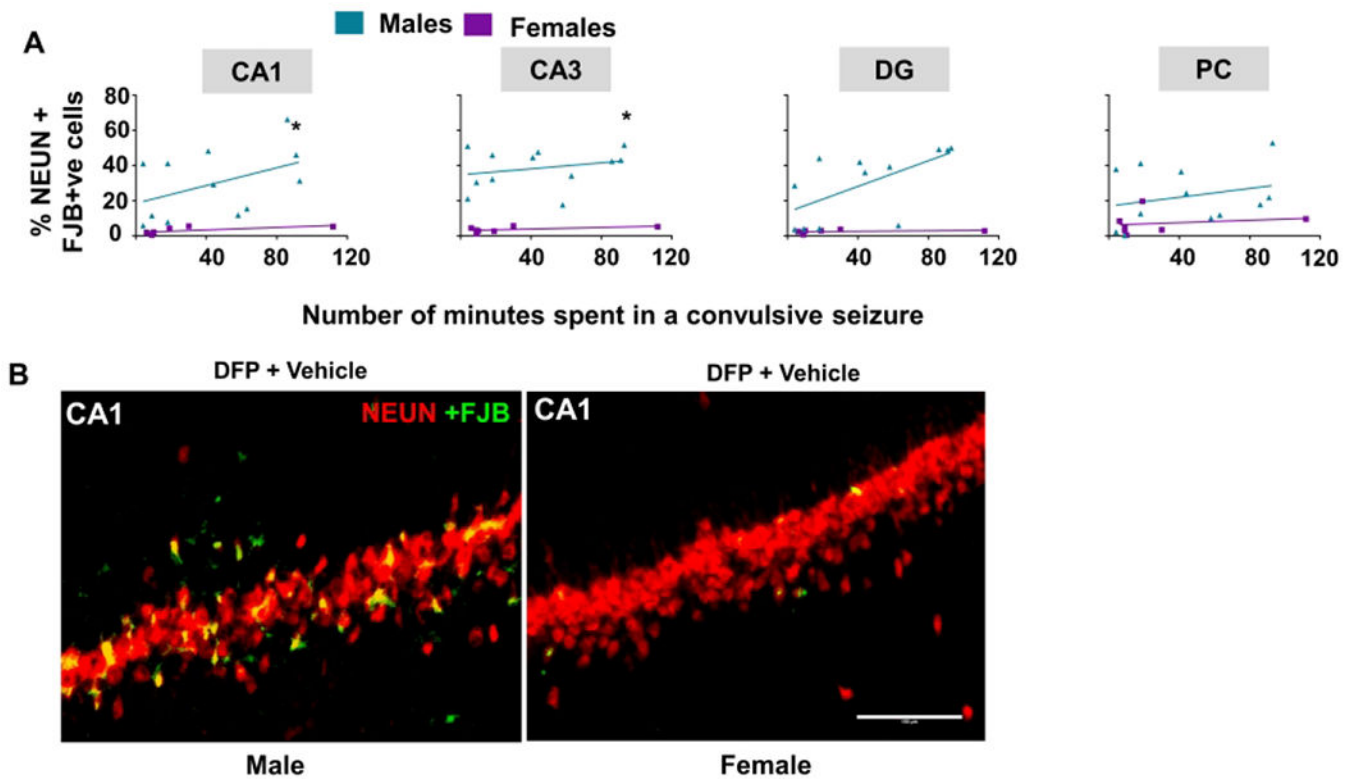 Males Females
A
CA1 CA3 DG PC
% NEUN +
FJB+ve cells
80
60
40
20
0
* *
40 80 120 40 80 120 40 80 120 40 80 120
Number of minutes spent in a convulsive seizure
B
DFP + Vehicle DFP + Vehicle
CA1 NEUN +FJB CA1
100 µm
Male Female